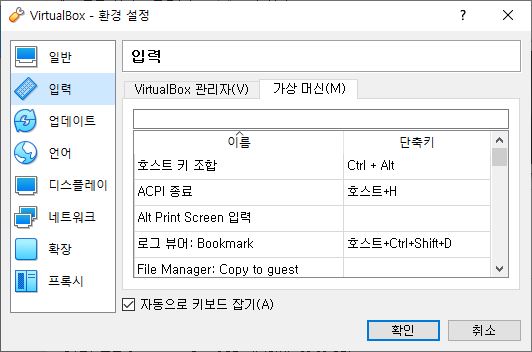 VirtualBox - 환경 설정
?
일반
입력
업데이트
언어
디스플레이
네트워크
확장
프록시
입력
VirtualBox 관리자(V)
가상 머신(M)
이름 단축키
호스트 키 조합 Ctrl + Alt
ACPI 종료 호스트+H
Alt Print Screen 입력
로그 뷰어: Bookmark 호스트+Ctrl+Shift+D
File Manager: Copy to guest
자동으로 키보드 잡기(A)
확인 취소